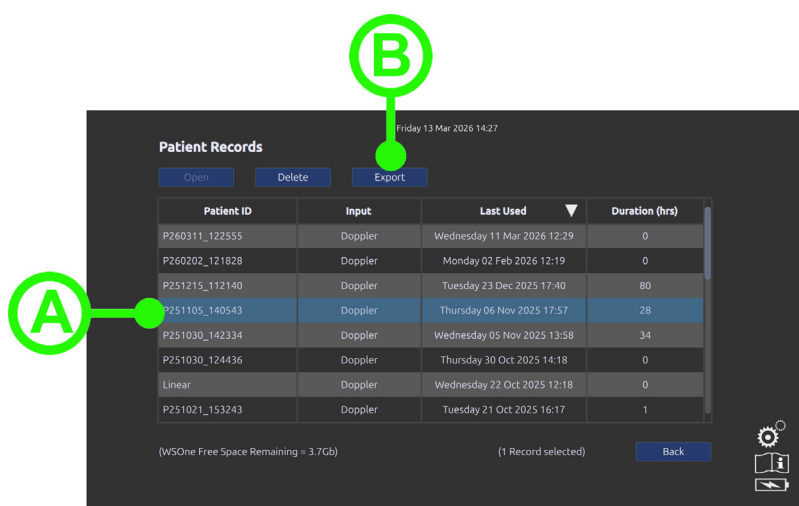 B
Friday 13 Mar 2026 14:27
Patient Records
Open Delete Export
Patient ID Input Last Used Duration (hrs)
P260311_122555 Doppler Wednesday 11 Mar 2026 12:29 0
P260202_121828 Doppler Monday 02 Feb 2026 12:19 0
P251215_112140 Doppler Tuesday 23 Dec 2025 17:40 80
A
P251105_140543 Doppler Thursday 06 Nov 2025 17:57 28
P251030_142334 Doppler Wednesday 05 Nov 2025 13:58 34
P251030_124436 Doppler Thursday 30 Oct 2025 14:18 0
Linear Doppler Wednesday 22 Oct 2025 12:18 0
P251021_153243 Doppler Tuesday 21 Oct 2025 16:17 1
(WSOne Free Space Remaining = 3.7Gb) (1 Record selected) Back
i